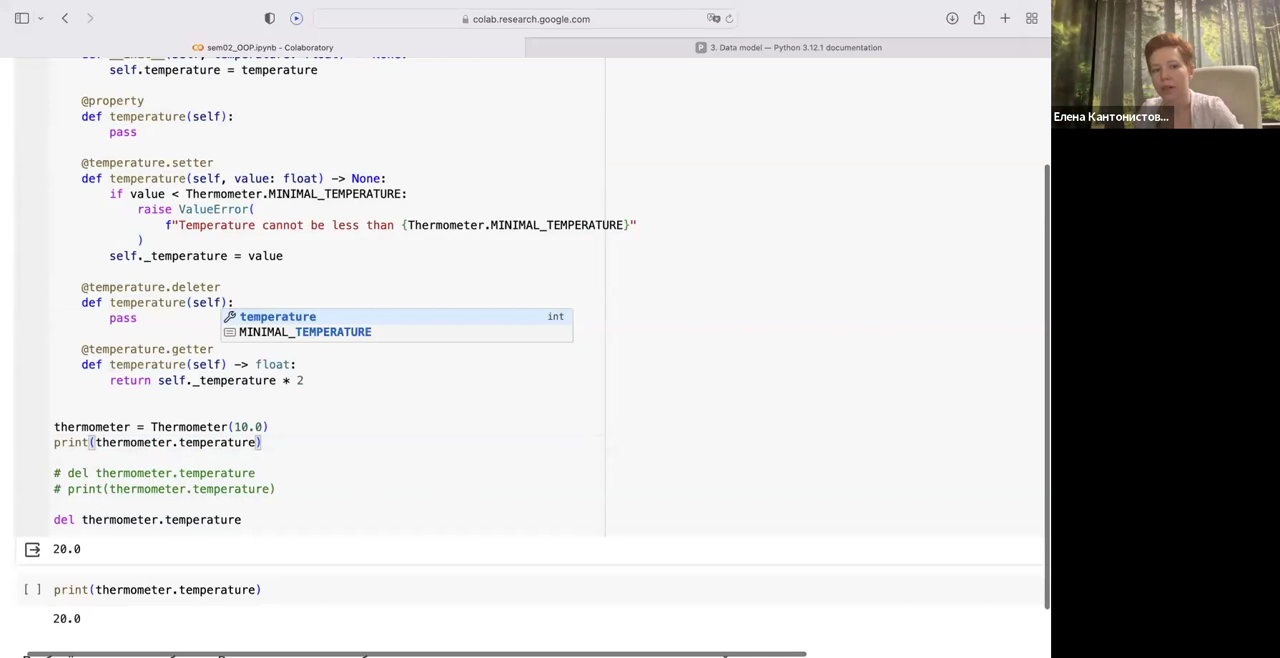 colab.research.google.com
sem02_OOP.ipynb - Colaboratory
3. Data model — Python 3.12.1 documentation
self.temperature = temperature
@property
def temperature(self):
pass
@temperature.setter
def temperature(self, value: float) -> None:
if value < Thermometer.MINIMAL_TEMPERATURE:
raise ValueError(
f"Temperature cannot be less than {Thermometer.MINIMAL_TEMPERATURE}"
)
self._temperature = value
@temperature.deleter
def temperature(self):
pass
temperature int
MINIMAL_TEMPERATURE
@temperature.getter
def temperature(self) -> float:
return self._temperature * 2
thermometer = Thermometer(10.0)
print(thermometer.temperature)
# del thermometer.temperature
# print(thermometer.temperature)
del thermometer.temperature
20.0
[ ] print(thermometer.temperature)
20.0
Елена Кантонистов...